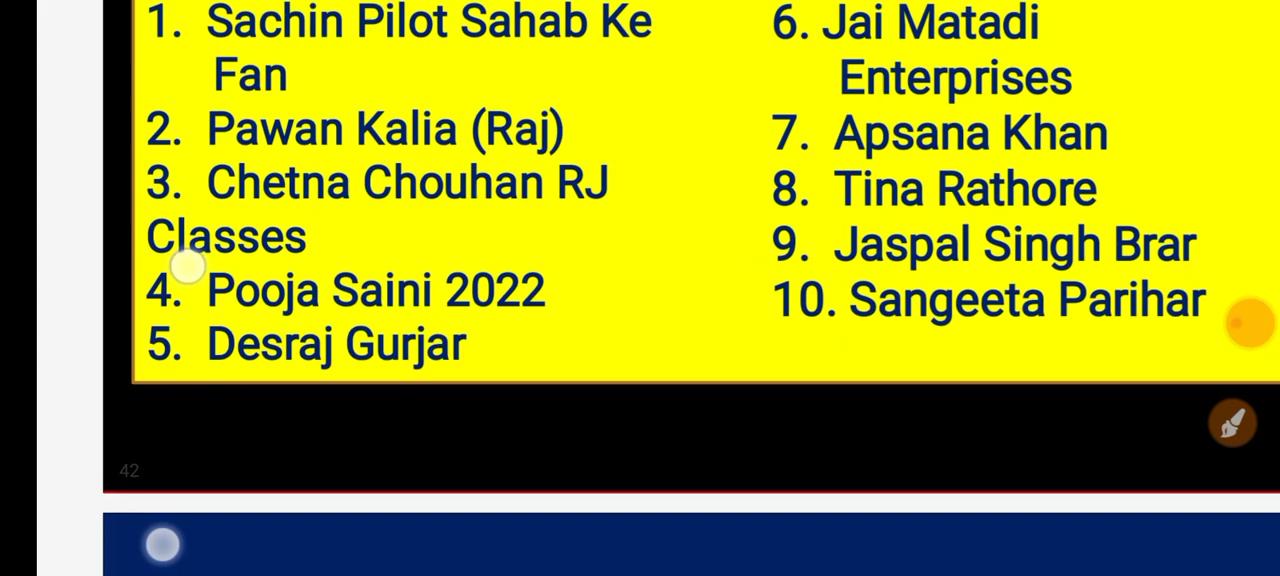 1. Sachin Pilot Sahab Ke
Fan
2. Pawan Kalia (Raj)
3. Chetna Chouhan RJ
Classes
4. Pooja Saini 2022
5. Desraj Gurjar
6. Jai Matadi
Enterprises
7. Apsana Khan
8. Tina Rathore
9. Jaspal Singh Brar
10. Sangeeta Parihar
42